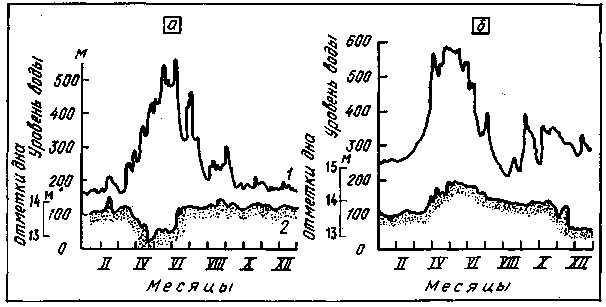 а
Отметки дна
Уровень воды
м
500
400
300
200
100
0
14
м
13
1
2
II IV VI VIII X XII
Месяцы
б
Отметки дна
Уровень воды
600
500
400
300
200
100
0
15
м
14
13
II IV VI VIII X XII
Месяцы